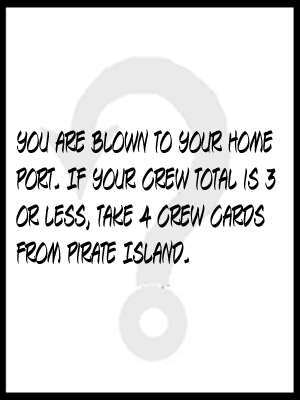 YOU ARE BLOWN TO YOUR HOME
PORT. IF YOUR CREW TOTAL IS 3
OR LESS, TAKE 4 CREW CARDS
FROM PIRATE ISLAND.